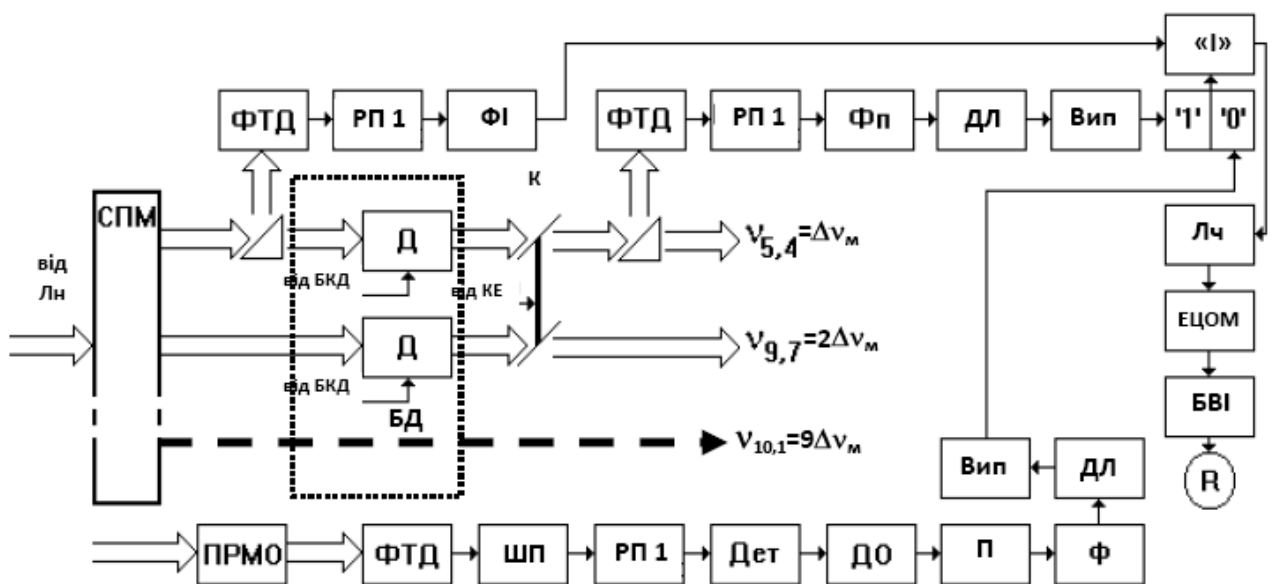 «І»
ФТД
РП 1
ФІ
ФТД
РП 1
Фп
ДЛ
Вип
'1'
'0'
К
СПМ
від
Лн
Д
від БКД
від КЕ
ν5,4=Δνм
Лч
Д
від БКД
БД
ν9,7=2Δνм
ЕЦОМ
БВІ
ν10,1=9Δνм
Вип
ДЛ
R
ПРМО
ФТД
ШП
РП 1
Дет
ДО
П
Ф